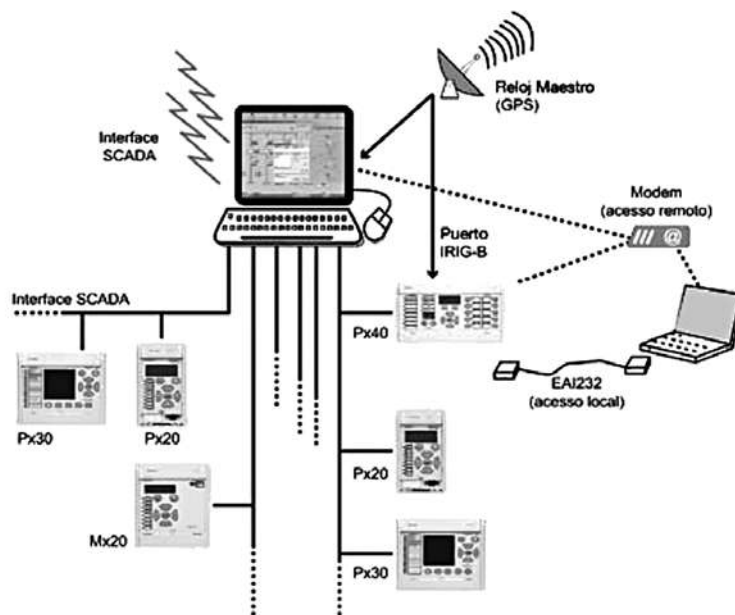 Reloj Maestro
(GPS)
Interface
SCADA
Modem
(acesso remoto)
Puerto
IRIG-B
Interface SCADA
Px40
EAI232
(acesso local)
Px30
Px20
Px20
Mx20
Px30